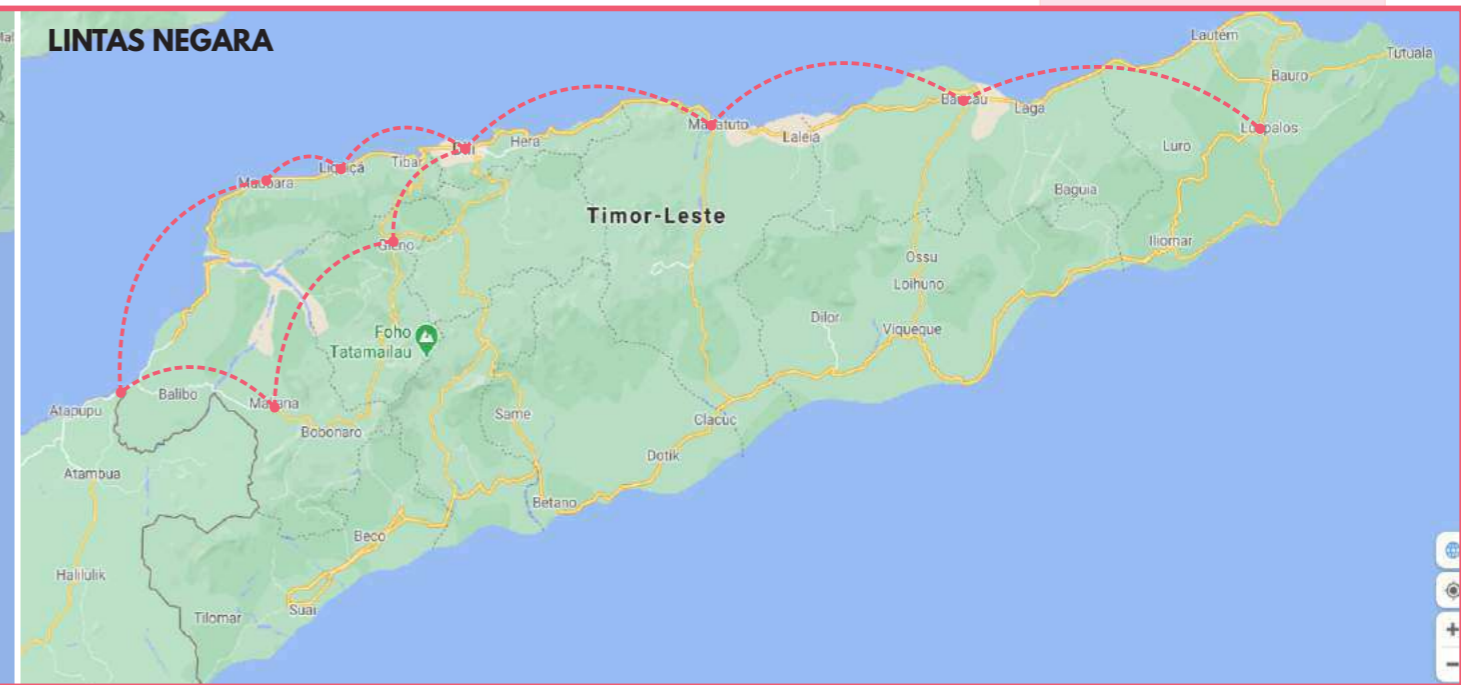 LINTAS NEGARA
Lautém
Tutuala
Bauro
Baucau
Laga
Lospalos
Manatuto
Laleia
Hera
Dili
Tibar
Liquiçá
Maubara
Luro
Baguia
Timor-Leste
Gleno
Iliomar
Ossu
Loihuno
Dilor
Viqueque
Foho
Tatamailau
Balibo
Maliana
Atapupu
Bobonaro
Same
Clacuc
Dotik
Atambua
Betano
Beco
Halilulik
Tilomar
Suai
+
−